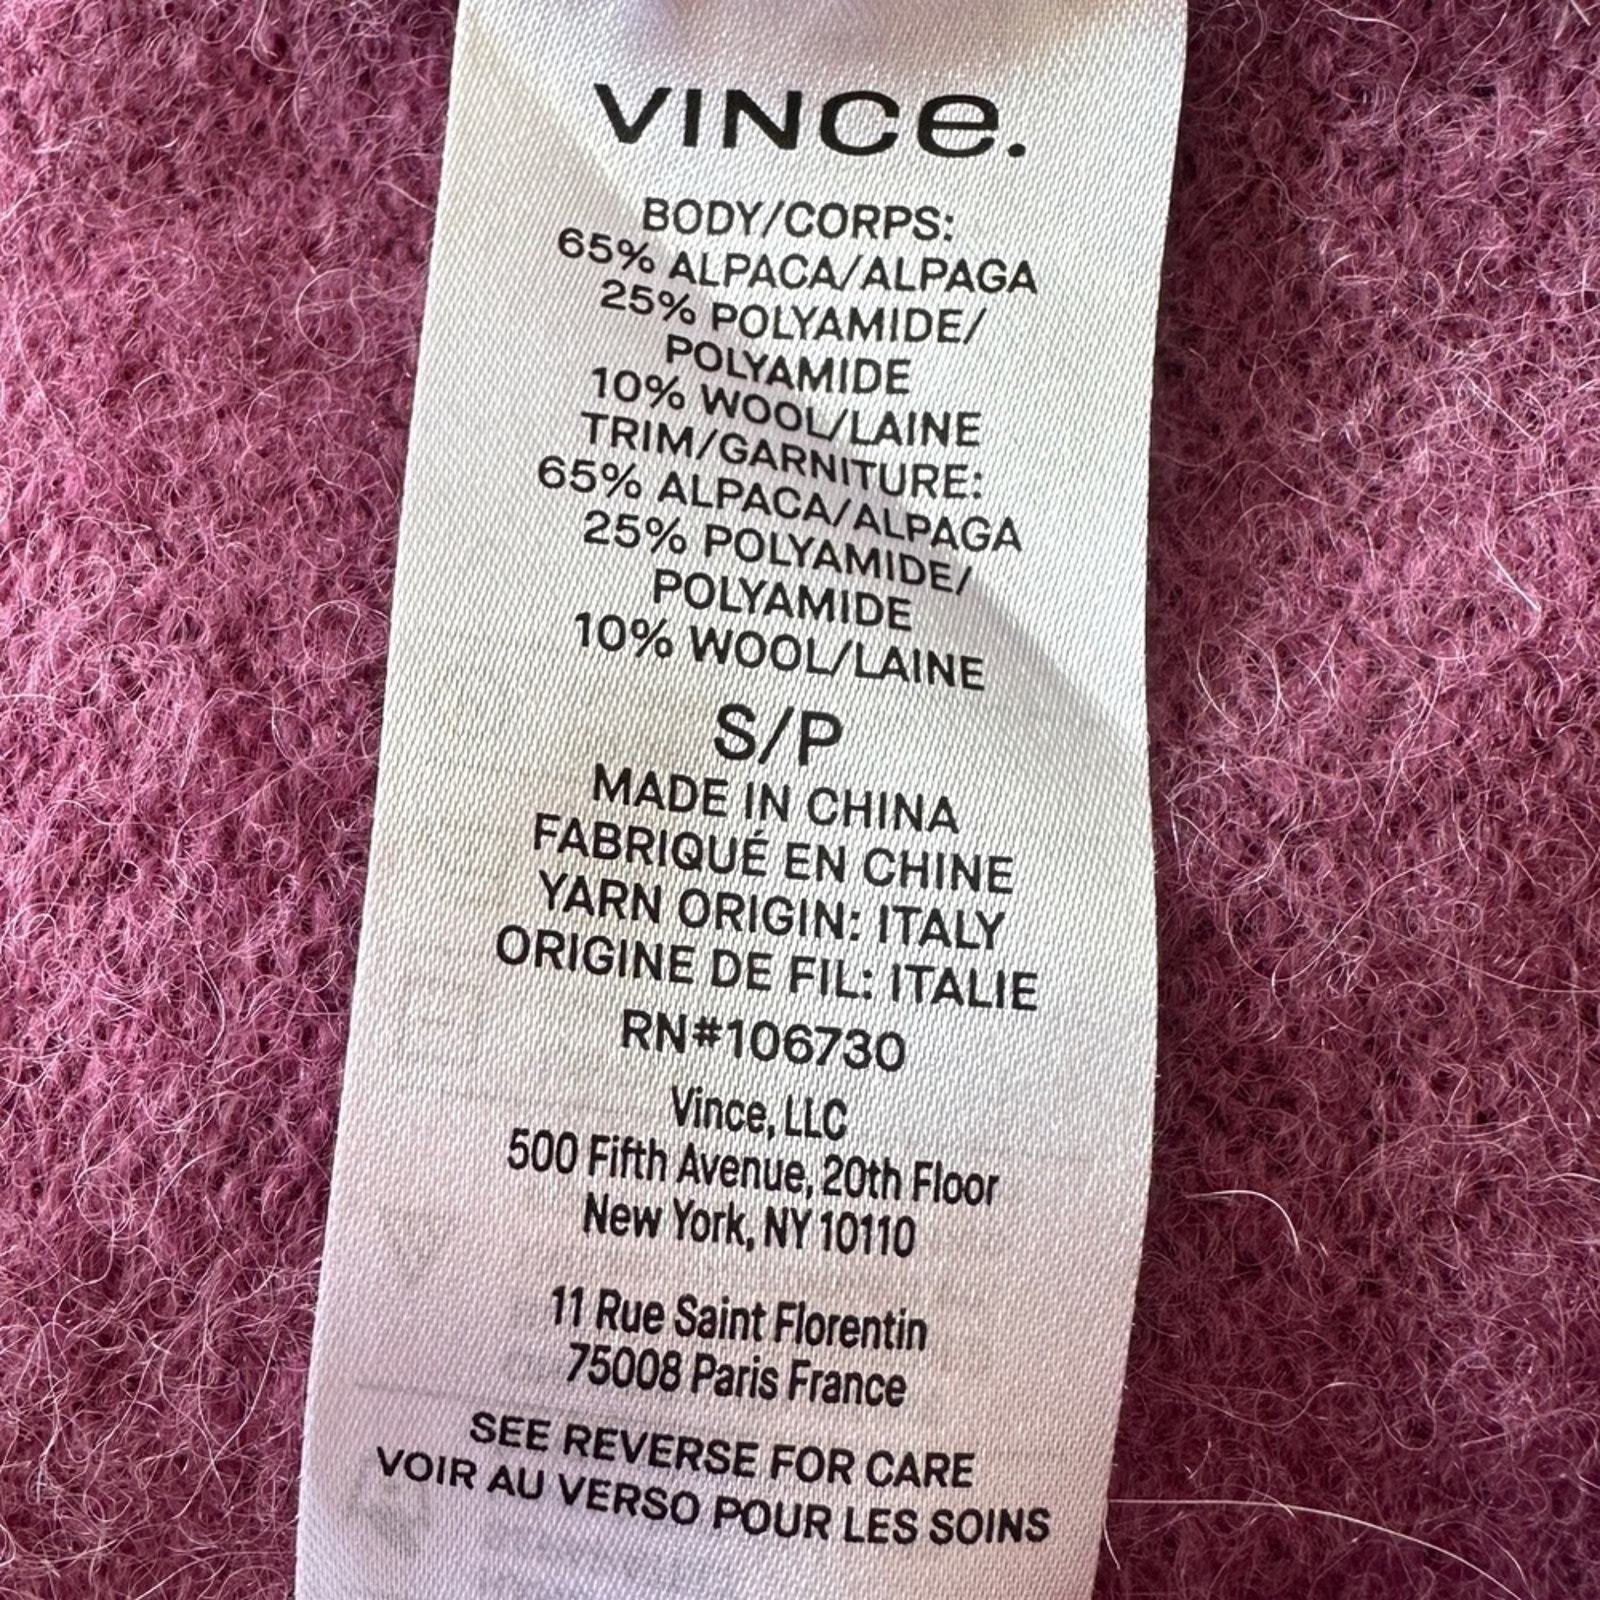 VINCe.
BODY/CORPS:
65% ALPACA/ALPAGA
25% POLYAMIDE/
POLYAMIDE
10% WOOL/LAINE
TRIM/GARNITURE:
65% ALPACA/ALPAGA
25% POLYAMIDE/
POLYAMIDE
10% WOOL/LAINE
S/P
MADE IN CHINA
FABRIQUÉ EN CHINE
YARN ORIGIN: ITALY
ORIGINE DE FIL: ITALIE
RN#106730
Vince, LLC
500 Fifth Avenue, 20th Floor
New York, NY 10110
11 Rue Saint Florentin
75008 Paris France
SEE REVERSE FOR CARE
VOIR AU VERSO POUR LES SOINS